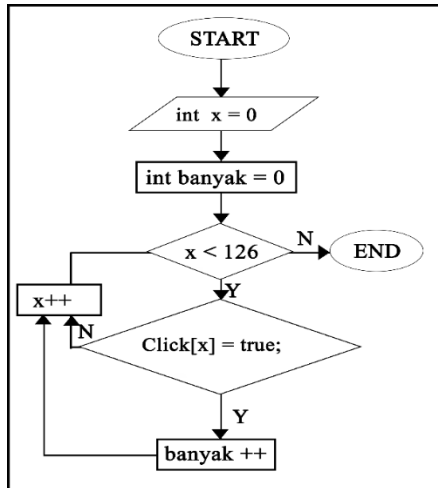 START
int x = 0
int banyak = 0
x < 126
N
END
Y
x++
N
Click[x] = true;
Y
banyak ++